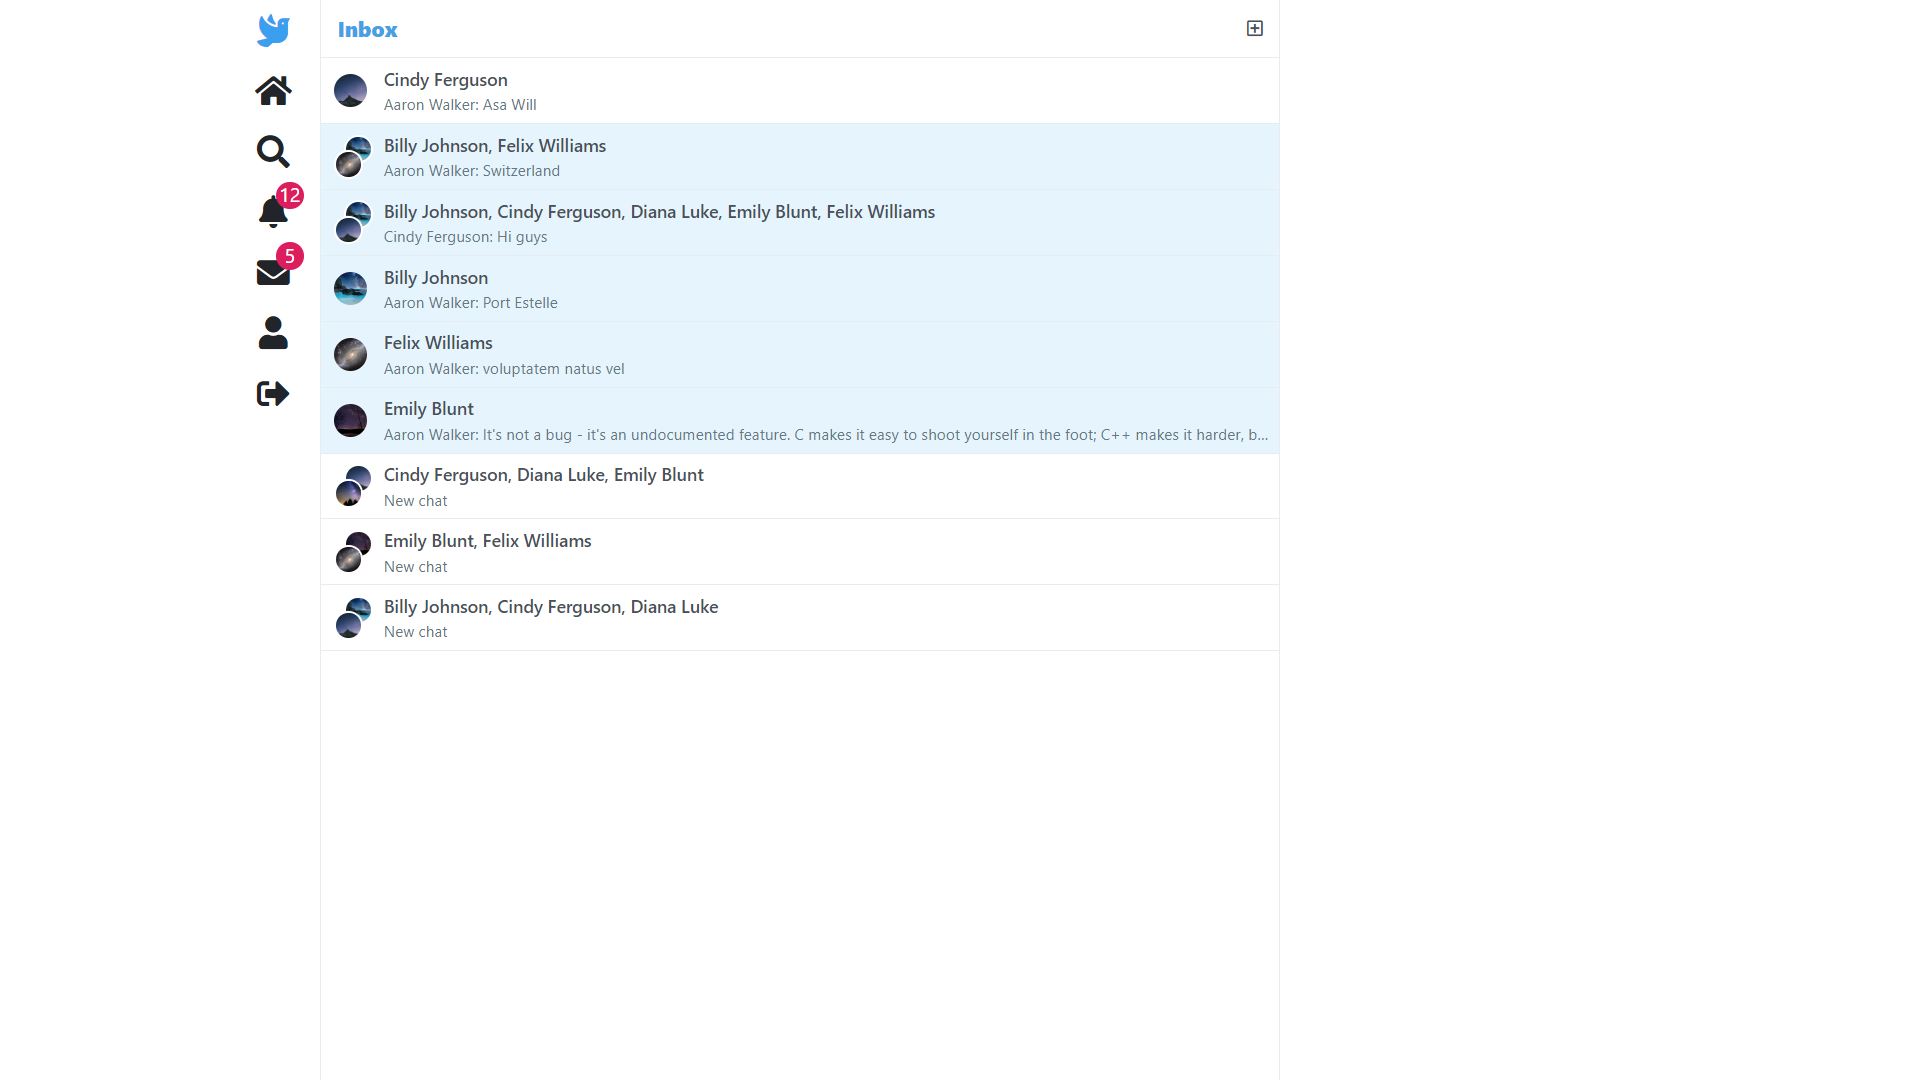 Inbox
Cindy Ferguson
Aaron Walker: Asa Will
Billy Johnson, Felix Williams
Aaron Walker: Switzerland
12
Billy Johnson, Cindy Ferguson, Diana Luke, Emily Blunt, Felix Williams
Cindy Ferguson: Hi guys
5
Billy Johnson
Aaron Walker: Port Estelle
Felix Williams
Aaron Walker: voluptatem natus vel
Emily Blunt
Aaron Walker: It's not a bug - it's an undocumented feature. C makes it easy to shoot yourself in the foot; C++ makes it harder, b...
Cindy Ferguson, Diana Luke, Emily Blunt
New chat
Emily Blunt, Felix Williams
New chat
Billy Johnson, Cindy Ferguson, Diana Luke
New chat